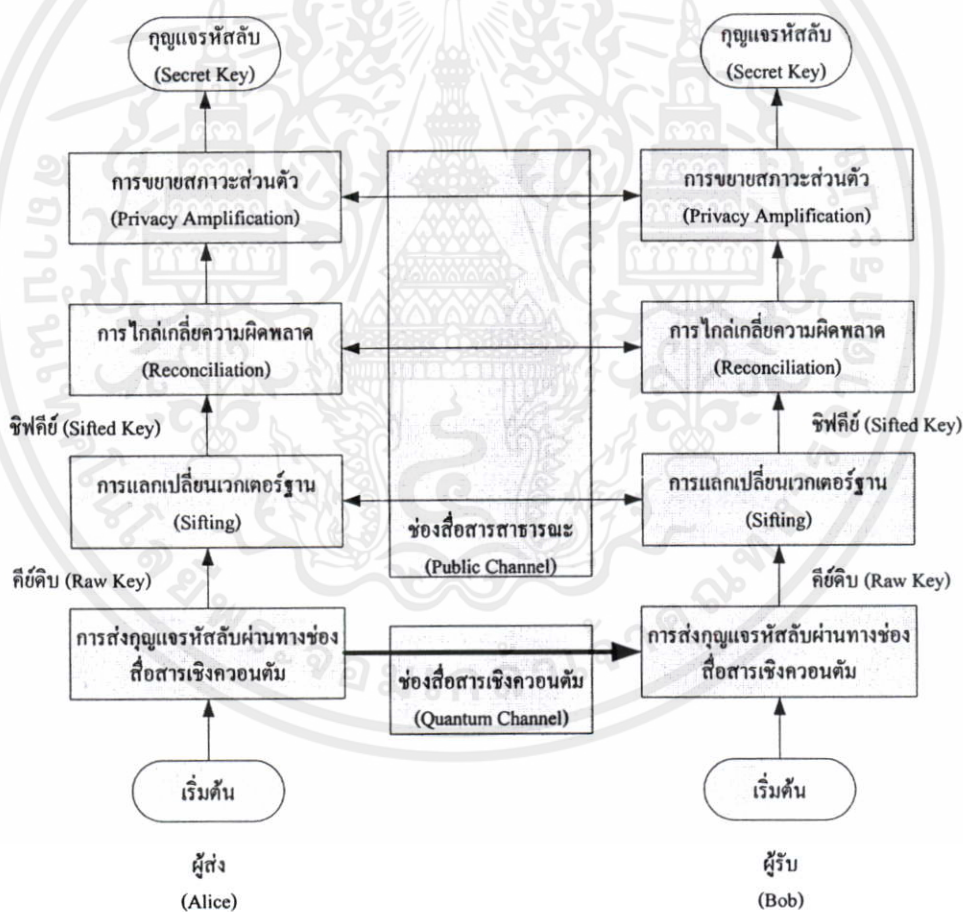 กุญแจรหัสลับ
(Secret Key)
กุญแจรหัสลับ
(Secret Key)
การขยายสภาวะส่วนตัว
(Privacy Amplification)
การขยายสภาวะส่วนตัว
(Privacy Amplification)
การไกล่เกลี่ยความผิดพลาด
(Reconciliation)
การไกล่เกลี่ยความผิดพลาด
(Reconciliation)
ชิฟคีย์ (Sifted Key)
ชิฟคีย์ (Sifted Key)
การแลกเปลี่ยนเวกเตอร์ฐาน
(Sifting)
การแลกเปลี่ยนเวกเตอร์ฐาน
(Sifting)
ช่องสื่อสารสาธารณะ
(Public Channel)
คีย์ดิบ (Raw Key)
คีย์ดิบ (Raw Key)
การส่งกุญแจรหัสลับผ่านทางช่อง
สื่อสารเชิงควอนตัม
การส่งกุญแจรหัสลับผ่านทางช่อง
สื่อสารเชิงควอนตัม
ช่องสื่อสารเชิงควอนตัม
(Quantum Channel)
เริ่มต้น
เริ่มต้น
ผู้ส่ง
(Alice)
ผู้รับ
(Bob)